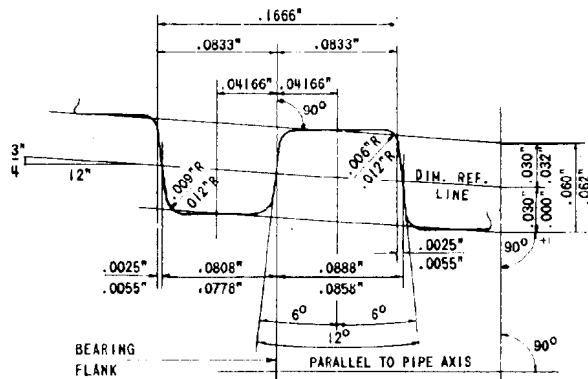 .1666"
.0833" .0833"
.04166" .04166"
90°
3"
4
12"
.009"R
.012"R
.006"R
.012"R
DIM. REF.
LINE
.030" .030"
.032" .000"
.060"
.062"
+1
90°
.0025"
.0055"
.0808"
.0778"
.0888"
.0858"
.0025"
.0055"
6° 6°
12°
90°
BEARING
FLANK
PARALLEL TO PIPE AXIS